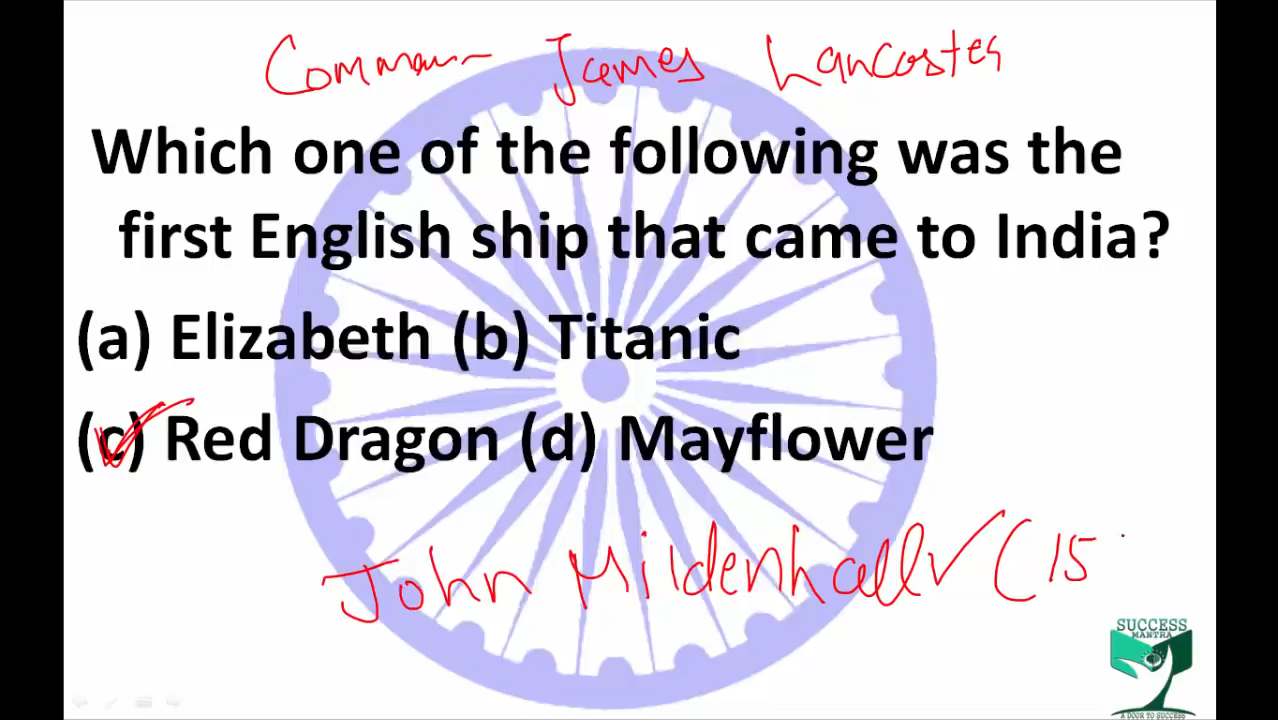 James Lancaster
Which one of the following was the
first English ship that came to India?
(a) Elizabeth (b) Titanic
(c) Red Dragon (d) Mayflower
John Mildenhall (15
SUCCESS
MANTRA
A DOOR TO SUCCESS